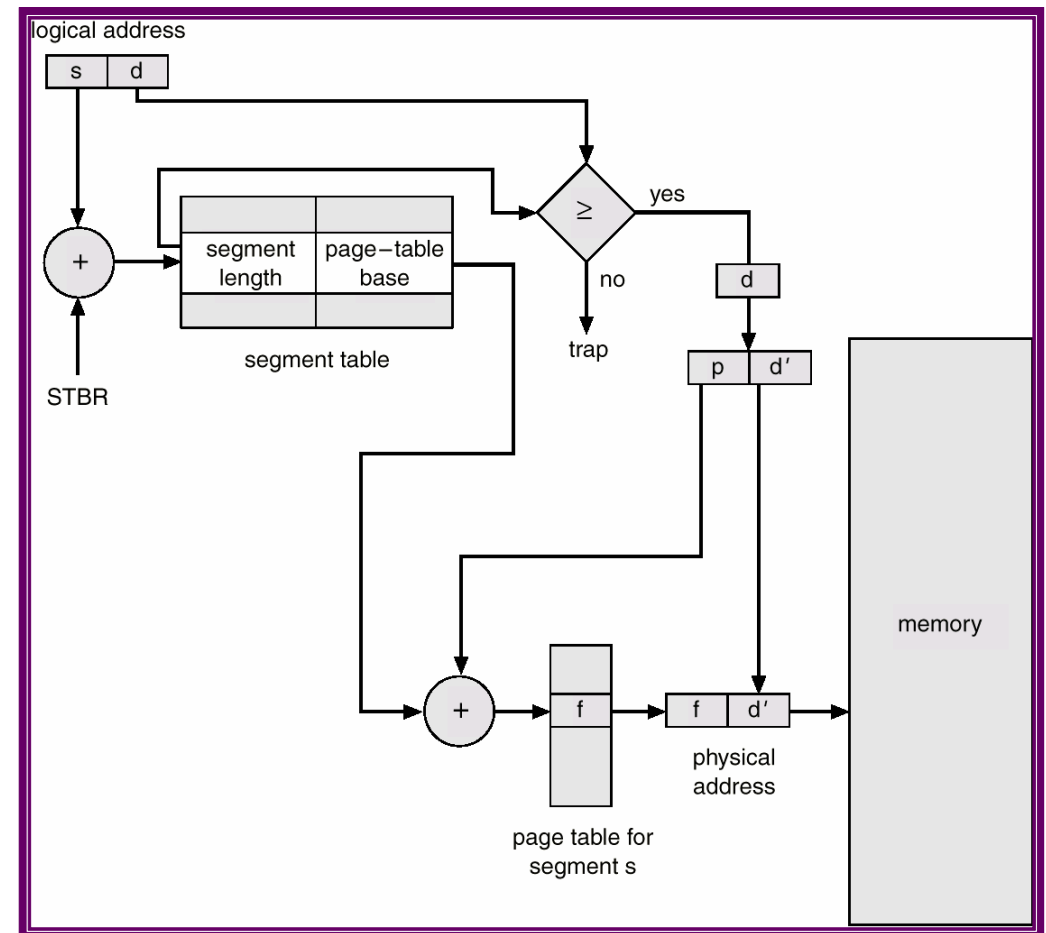 logical address
s d
≥
yes
+
segment length
page−table base
no
d
segment table
trap
p d′
STBR
memory
+
f
f d′
physical
address
page table for
segment s